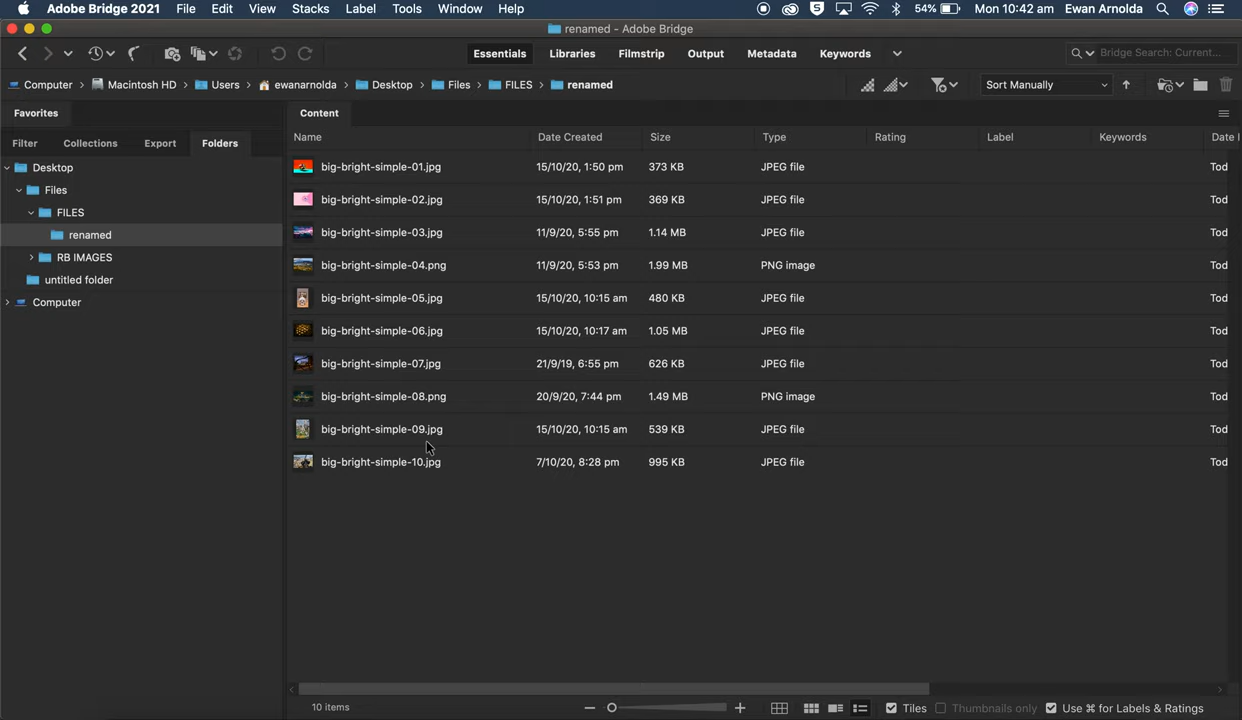 Adobe Bridge 2021 File Edit View Stacks Label Tools Window Help 54% Mon 10:42 am Ewan Arnolda
renamed - Adobe Bridge
Essentials Libraries Filmstrip Output Metadata Keywords Bridge Search: Current...
Computer Macintosh HD Users ewanarnolda Desktop Files FILES renamed Sort Manually
Favorites Content
Filter Collections Export Folders
Name Date Created Size Type Rating Label Keywords Date
Desktop
Files
FILES
renamed
RB IMAGES
untitled folder
Computer
big-bright-simple-01.jpg 15/10/20, 1:50 pm 373 KB JPEG file Tod
big-bright-simple-02.jpg 15/10/20, 1:51 pm 369 KB JPEG file Tod
big-bright-simple-03.jpg 11/9/20, 5:55 pm 1.14 MB JPEG file Tod
big-bright-simple-04.png 11/9/20, 5:53 pm 1.99 MB PNG image Tod
big-bright-simple-05.jpg 15/10/20, 10:15 am 480 KB JPEG file Tod
big-bright-simple-06.jpg 15/10/20, 10:17 am 1.05 MB JPEG file Tod
big-bright-simple-07.jpg 21/9/19, 6:55 pm 626 KB JPEG file Tod
big-bright-simple-08.png 20/9/20, 7:44 pm 1.49 MB PNG image Tod
big-bright-simple-09.jpg 15/10/20, 10:15 am 539 KB JPEG file Tod
big-bright-simple-10.jpg 7/10/20, 8:28 pm 995 KB JPEG file Tod
10 items Tiles Thumbnails only Use ⌘ for Labels & Ratings